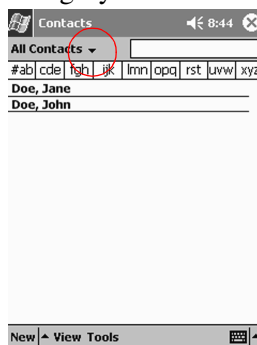 Contacts 8:44
All Contacts
#ab cde fgh ijk lmn opq rst uvw xyz
Doe, Jane
Doe, John
New View Tools